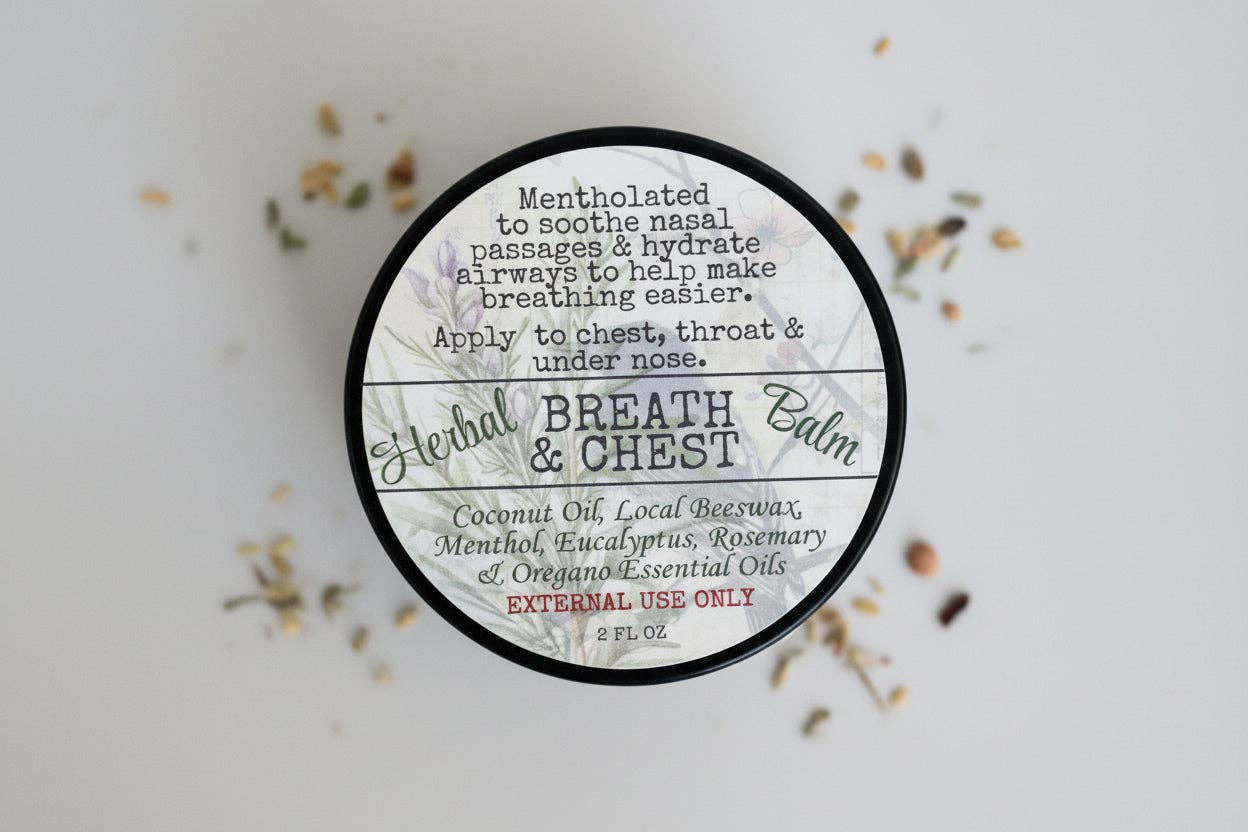 Mentholated
to soothe nasal
passages & hydrate
airways to help make
breathing easier.
Apply to chest, throat &
under nose.
Herbal BREATH Balm
& CHEST
Coconut Oil, Local Beeswax,
Menthol, Eucalyptus, Rosemary
& Oregano Essential Oils
EXTERNAL USE ONLY
2 FL OZ